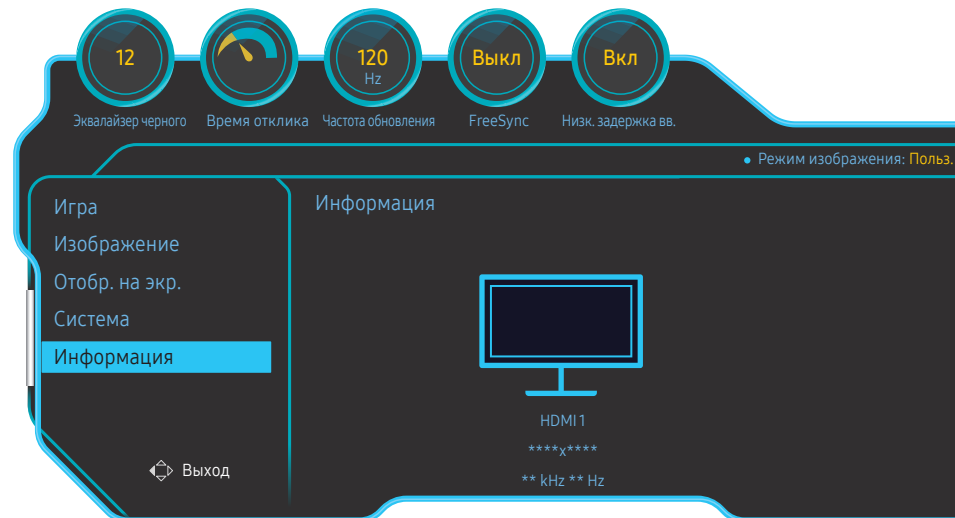 12
120
Hz
Выкл
Вкл
Эквалайзер черного
Время отклика
Частота обновления
FreeSync
Низк. задержка вв.
• Режим изображения: Польз.
Игра
Изображение
Отобр. на экр.
Система
Информация
Выход
Информация
HDMI 1
****x****
** kHz ** Hz